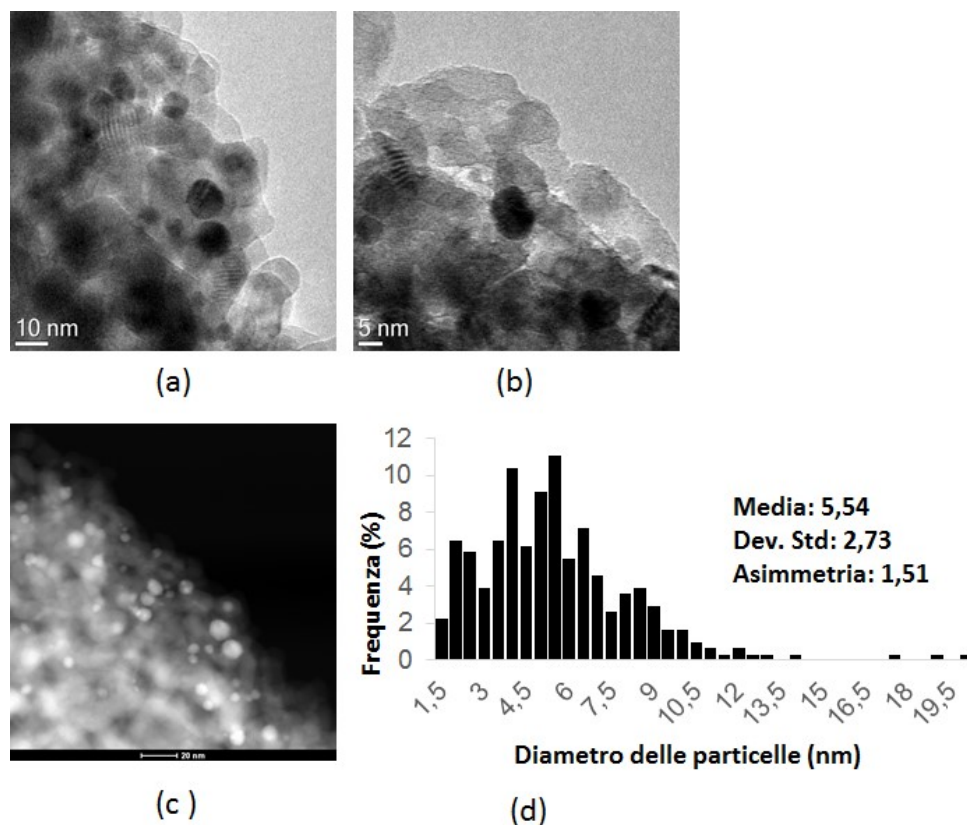 10 nm
5 nm
(a)
(b)
20 nm
(c )
12
10
8
6
4
2
0
Frequenza (%)
Media: 5,54
Dev. Std: 2,73
Asimmetria: 1,51
1,5
3
4,5
6
7,5
9
10,5
12
13,5
15
16,5
18
19,5
Diametro delle particelle (nm)
(d)